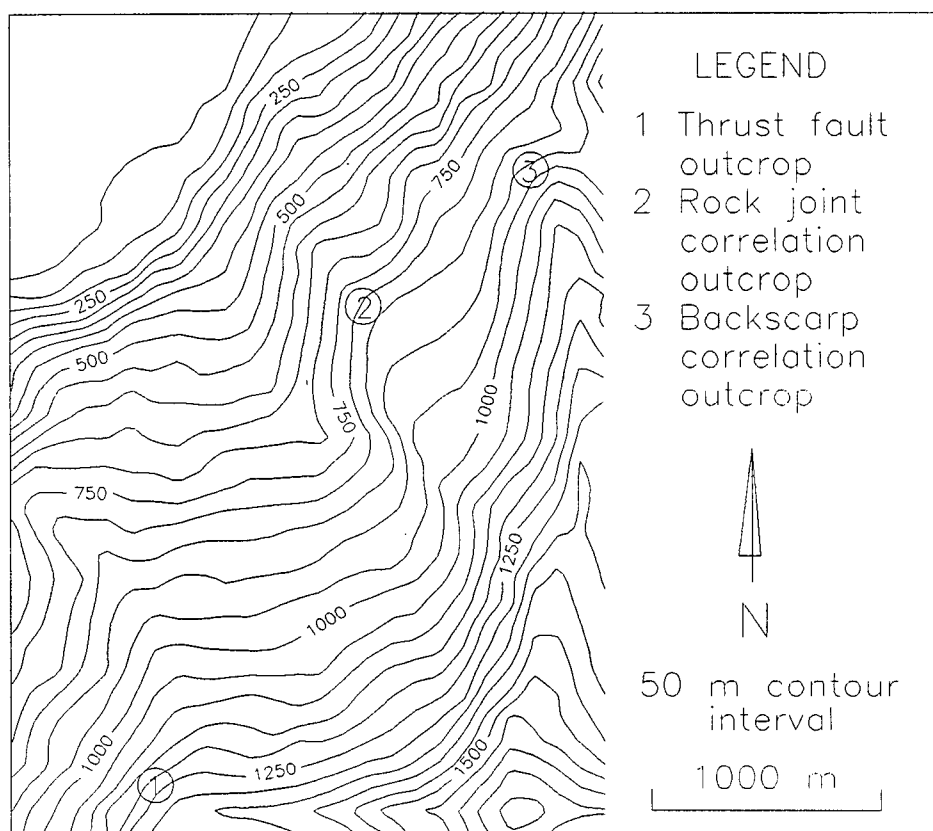 250
750
3
500
2
250
500
750
1000
750
1250
1000
1000
1
1250
1500
LEGEND
1 Thrust fault
outcrop
2 Rock joint
correlation
outcrop
3 Backscarp
correlation
outcrop
N
50 m contour
interval
1000 m